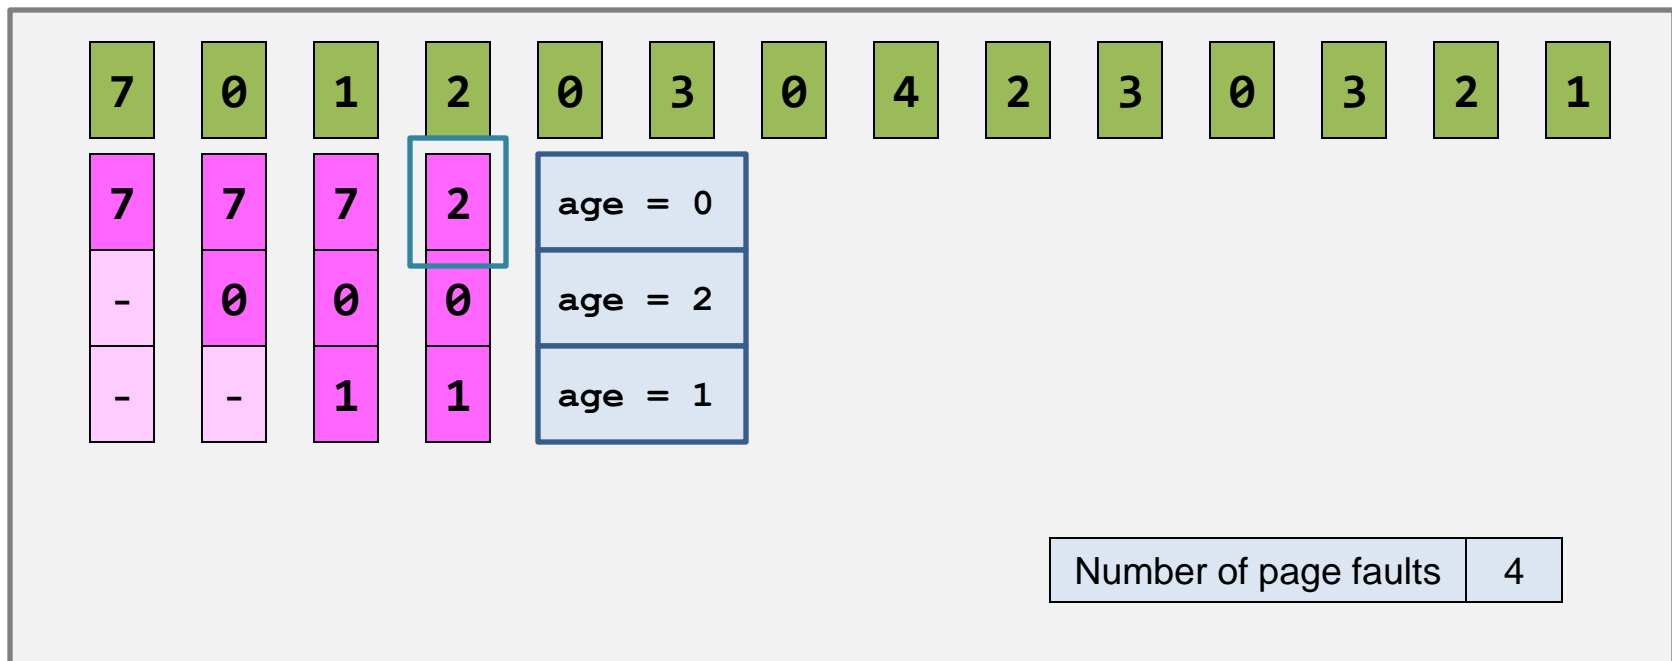 7 0 1 2 0 3 0 4 2 3 0 3 2 1
7 7 7 2 age = 0
- 0 0 0 age = 2
- - 1 1 age = 1
Number of page faults 4